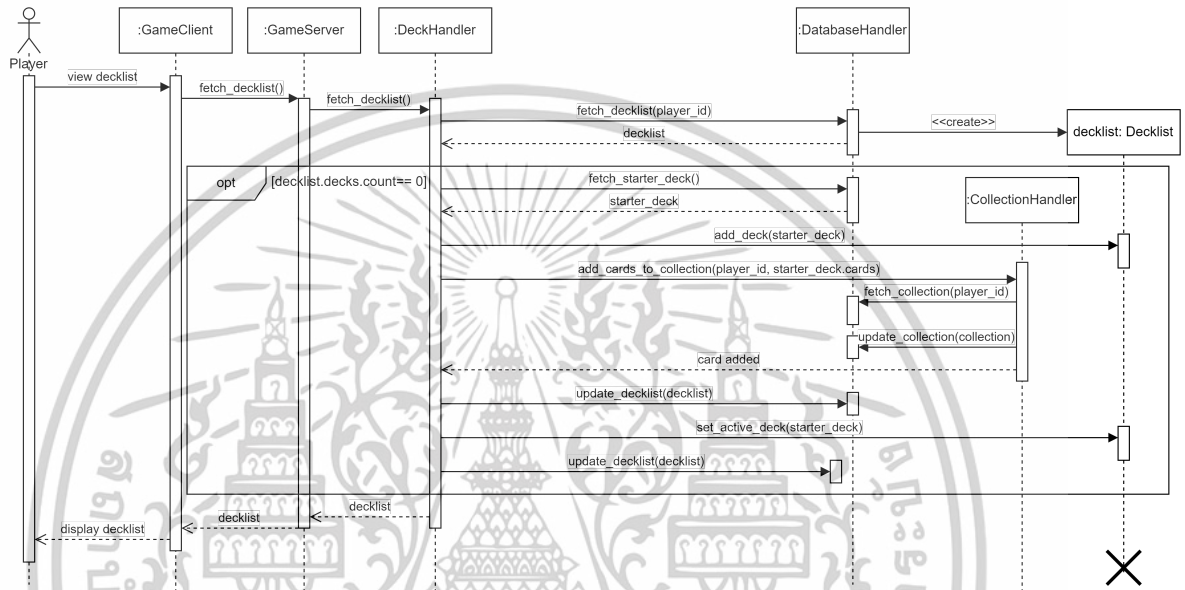 :GameClient
:GameServer
:DeckHandler
:DatabaseHandler
Player
view decklist
fetch_decklist()
fetch_decklist()
fetch_decklist(player_id)
<<create>>
decklist: Decklist
decklist
opt
[decklist.decks.count== 0]
fetch_starter_deck()
:CollectionHandler
starter_deck
add_deck(starter_deck)
add_cards_to_collection(player_id, starter_deck.cards)
fetch_collection(player_id)
update_collection(collection)
card added
update_decklist(decklist)
set_active_deck(starter_deck)
update_decklist(decklist)
decklist
decklist
display decklist